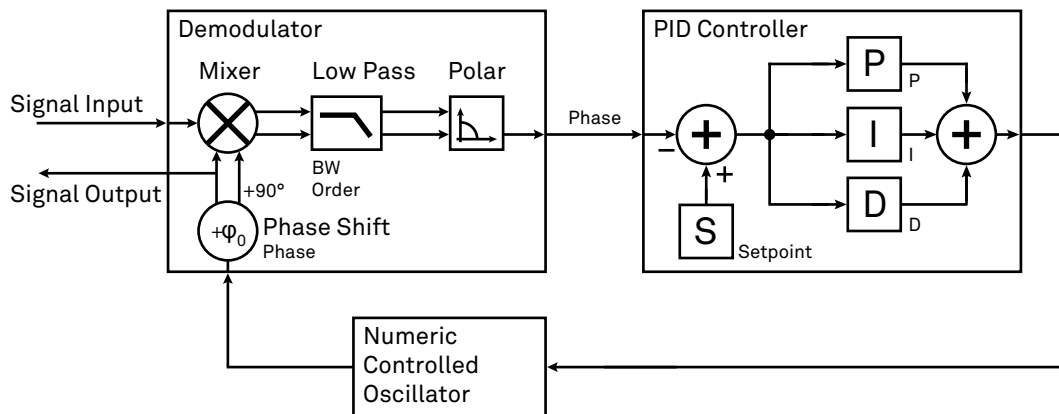 Demodulator
PID Controller
Mixer
Low Pass
Polar
P
P
Signal Input
Phase
−
+
I
I
+
BW
Order
Signal Output
+90°
+
+φ₀
Phase Shift
Phase
S
Setpoint
D
D
Numeric
Controlled
Oscillator